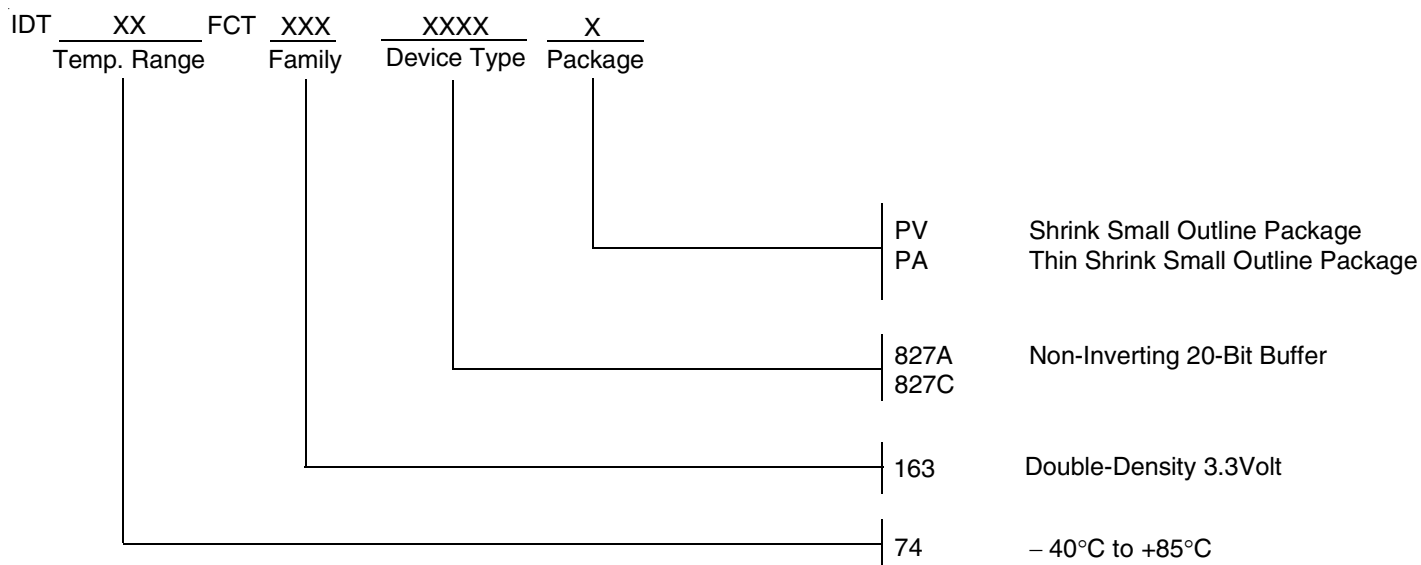 IDT XX FCT XXX XXXX X
Temp. Range Family Device Type Package
PV Shrink Small Outline Package
PA Thin Shrink Small Outline Package
827A Non-Inverting 20-Bit Buffer
827C
163 Double-Density 3.3Volt
74 – 40°C to +85°C